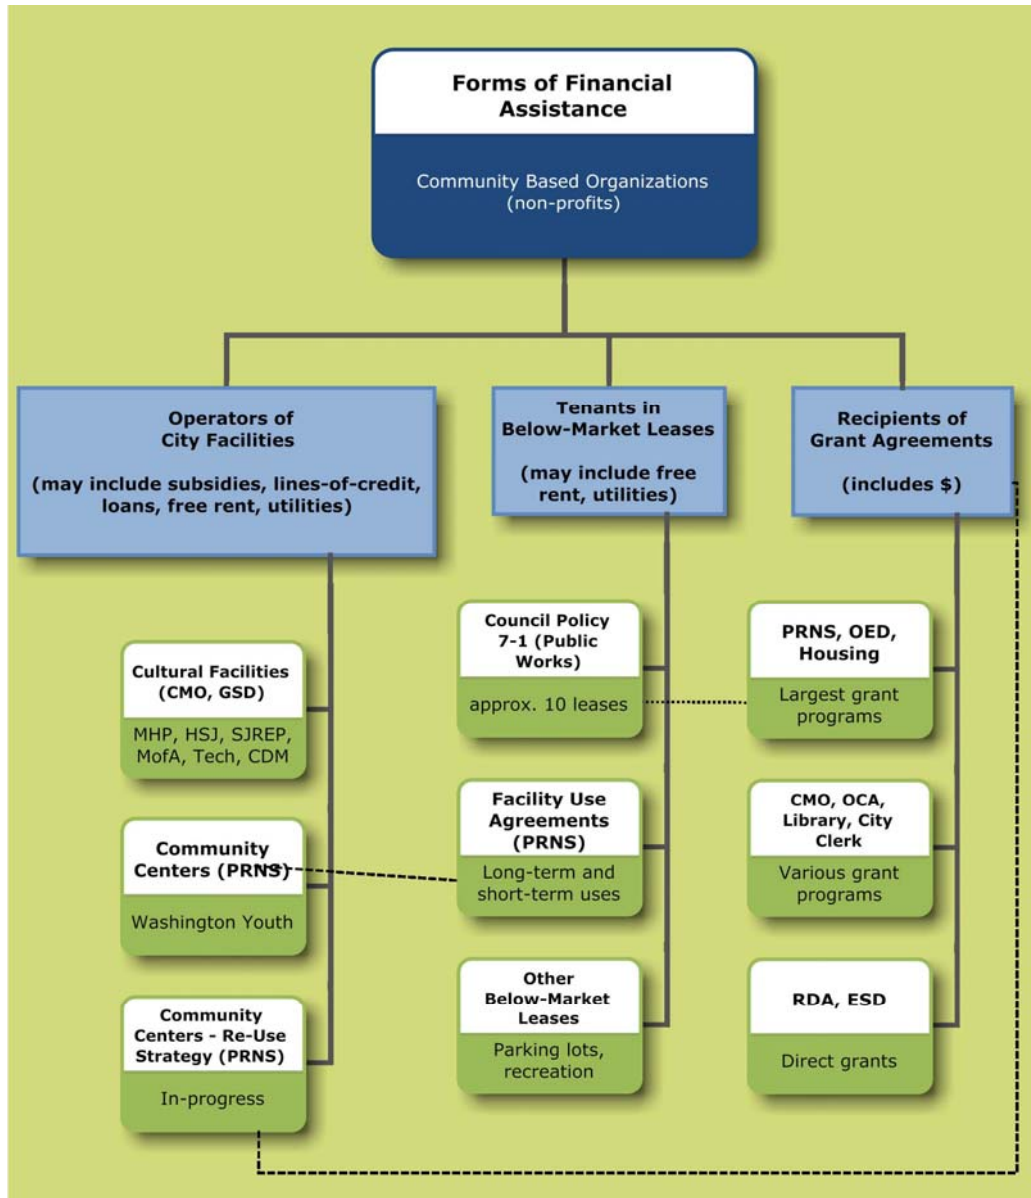 Forms of Financial
Assistance
Community Based Organizations
(non-profits)
Operators of
City Facilities
(may include subsidies, lines-of-credit,
loans, free rent, utilities)
Tenants in
Below-Market Leases
(may include free
rent, utilities)
Recipients of
Grant Agreements
(includes $)
Cultural Facilities
(CMO, GSD)
MHP, HSJ, SJREP,
MofA, Tech, CDM
Community
Centers (PRNS)
Washington Youth
Community
Centers - Re-Use
Strategy (PRNS)
In-progress
Council Policy
7-1 (Public
Works)
approx. 10 leases
Facility Use
Agreements
(PRNS)
Long-term and
short-term uses
Other
Below-Market
Leases
Parking lots,
recreation
PRNS, OED,
Housing
Largest grant
programs
CMO, OCA,
Library, City
Clerk
Various grant
programs
RDA, ESD
Direct grants